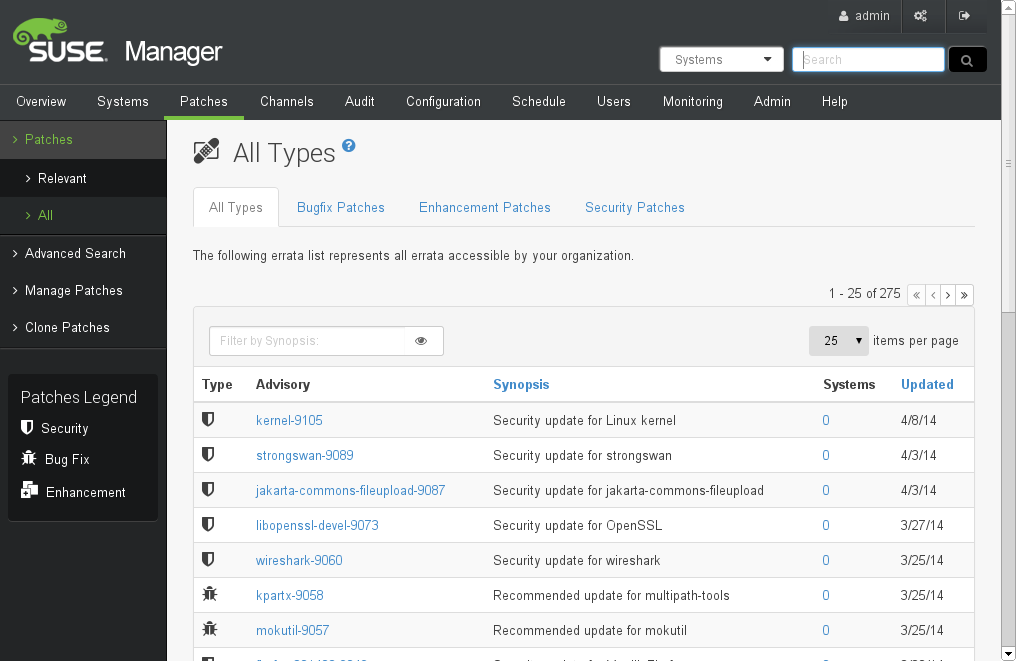 admin
SUSE Manager
Systems
Search
Overview Systems Patches Channels Audit Configuration Schedule Users Monitoring Admin Help
Patches
Relevant
All
Advanced Search
Manage Patches
Clone Patches
Patches Legend
Security
Bug Fix
Enhancement
All Types ?
All Types Bugfix Patches Enhancement Patches Security Patches
The following errata list represents all errata accessible by your organization.
1 - 25 of 275
Filter by Synopsis:
25 items per page
Type Advisory Synopsis Systems Updated
kernel-9105 Security update for Linux kernel 0 4/8/14
strongswan-9089 Security update for strongswan 0 4/3/14
jakarta-commons-fileupload-9087 Security update for jakarta-commons-fileupload 0 4/3/14
libopenssl-devel-9073 Security update for OpenSSL 0 3/27/14
wireshark-9060 Security update for wireshark 0 3/25/14
kpartx-9058 Recommended update for multipath-tools 0 3/25/14
mokutil-9057 Recommended update for mokutil 0 3/25/14